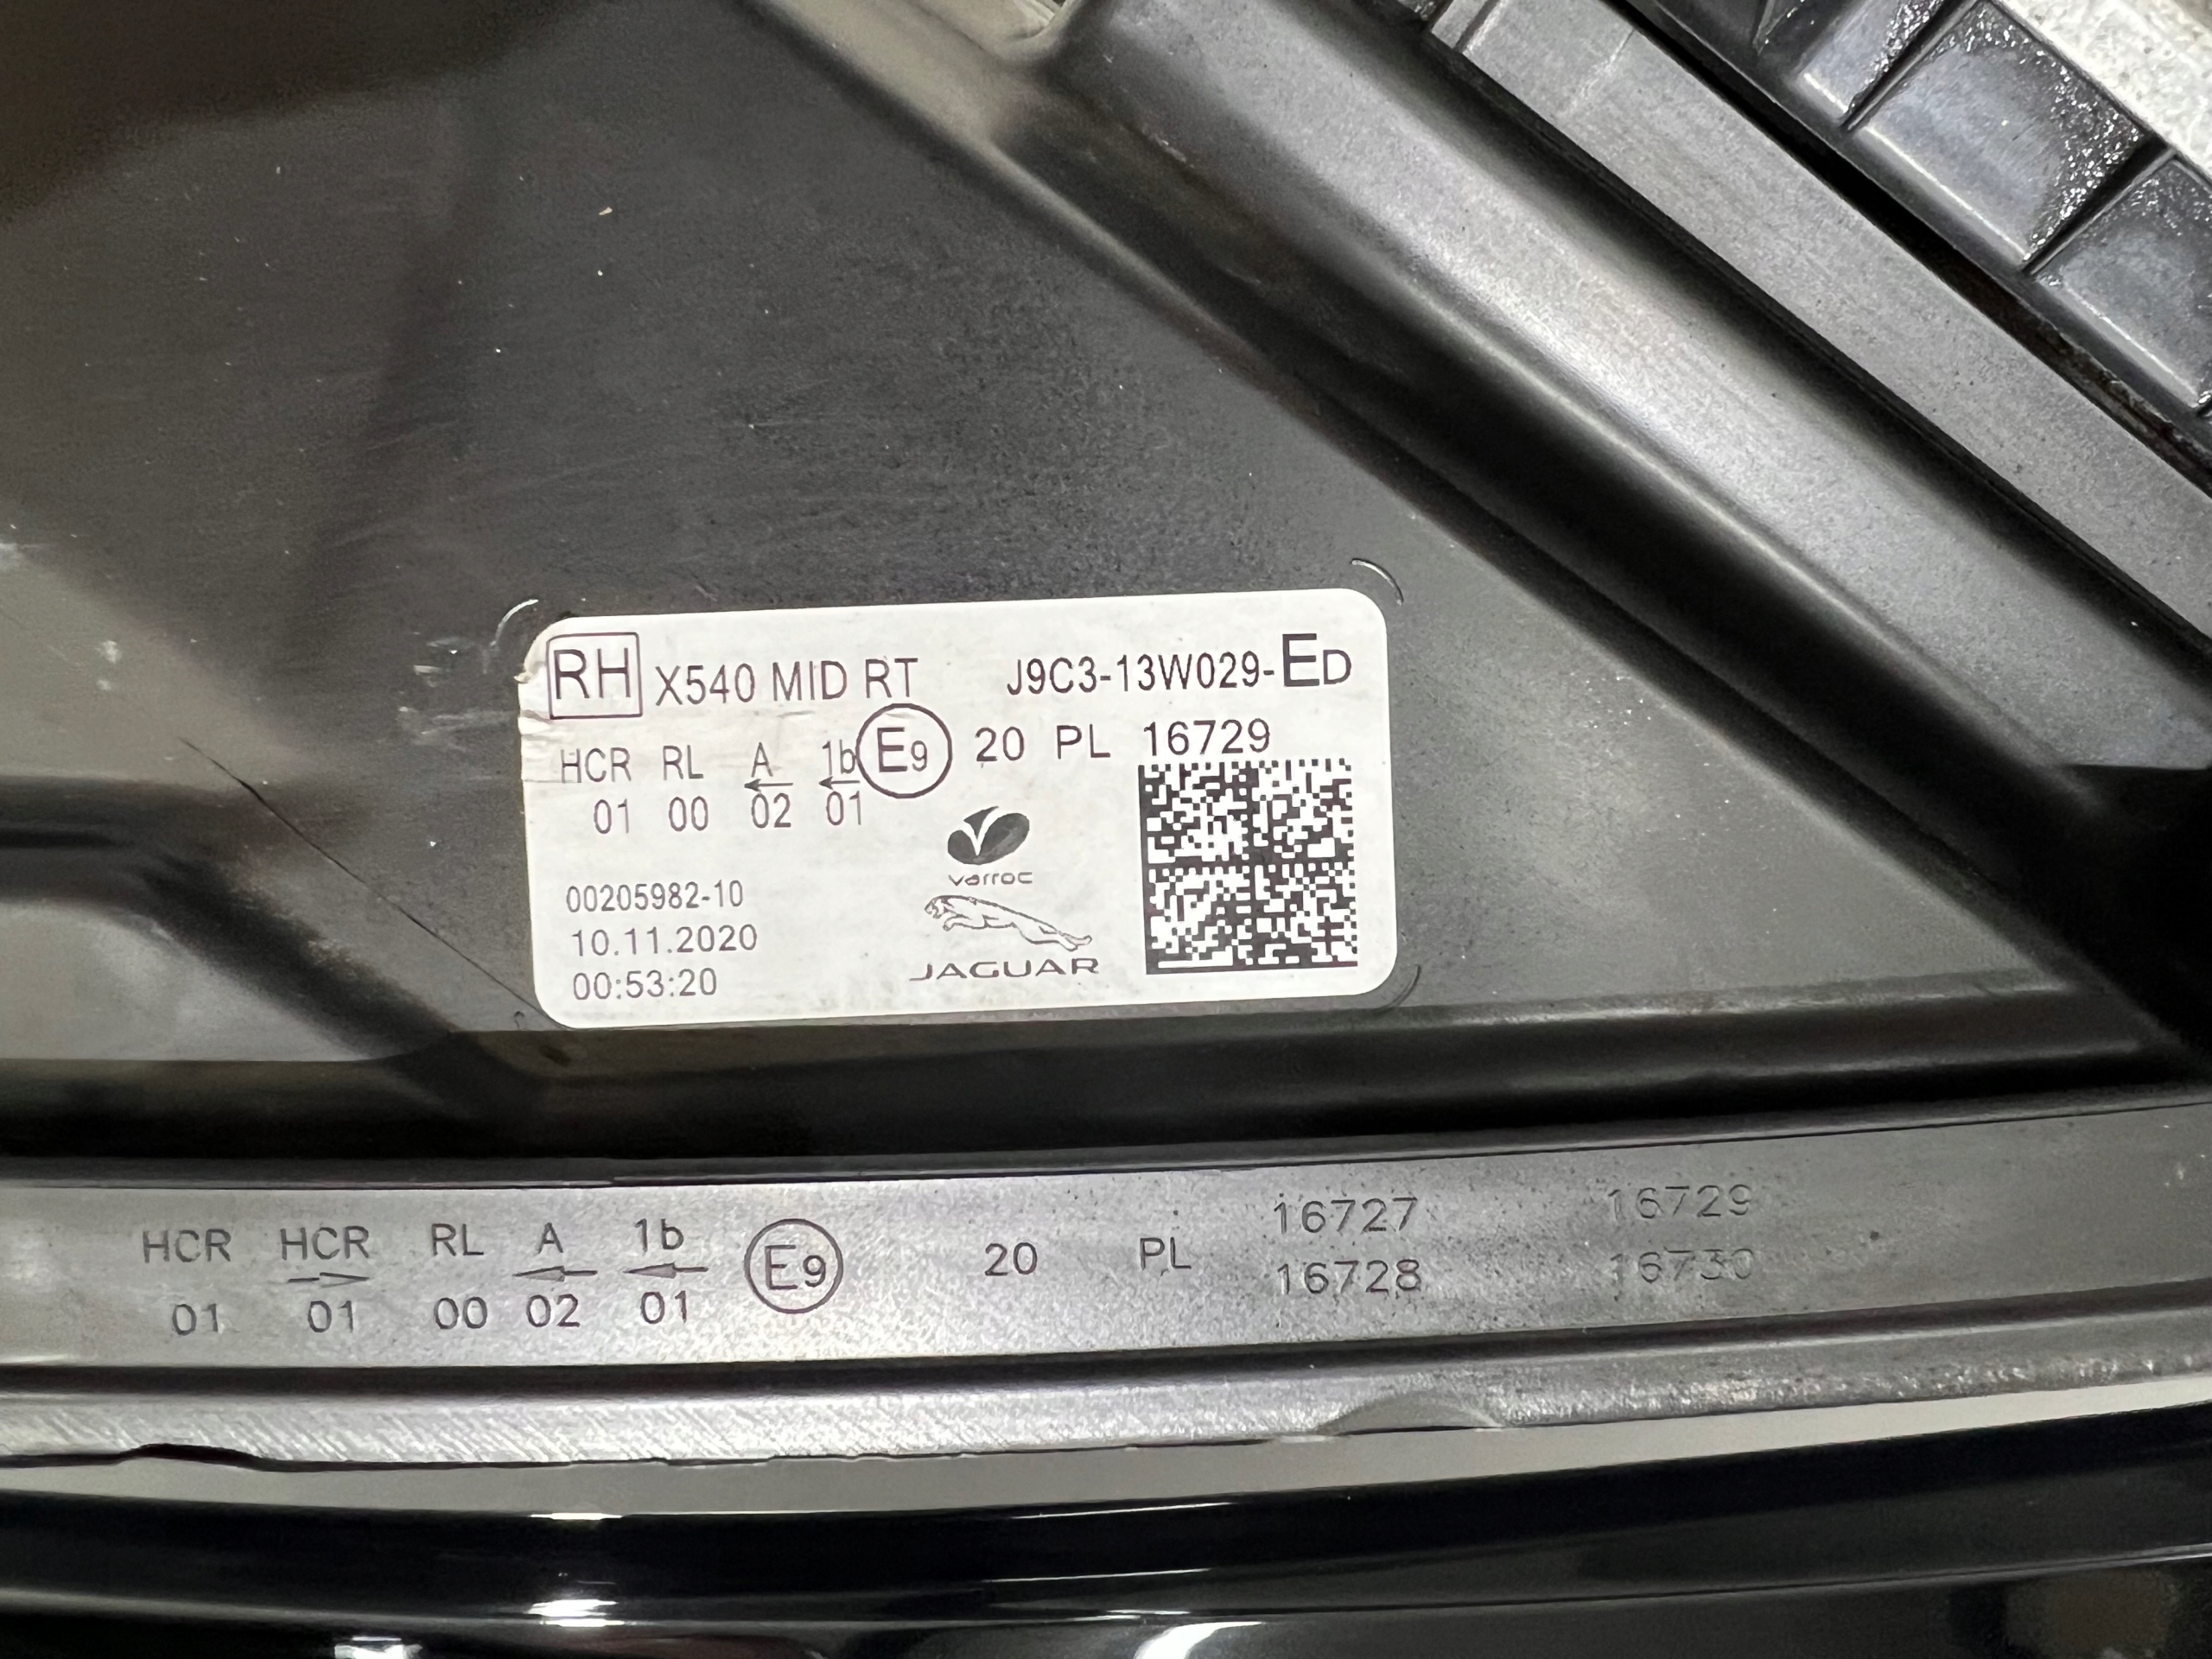 RH X540 MID RT J9C3-13W029-ED
HCR RL A 1b E9 20 PL 16729
01 00 02 01
varroc
00205982-10
10.11.2020
00:53:20
JAGUAR
HCR HCR RL A 1b E9 20 PL 16727 16729
01 01 00 02 01 16728 16730